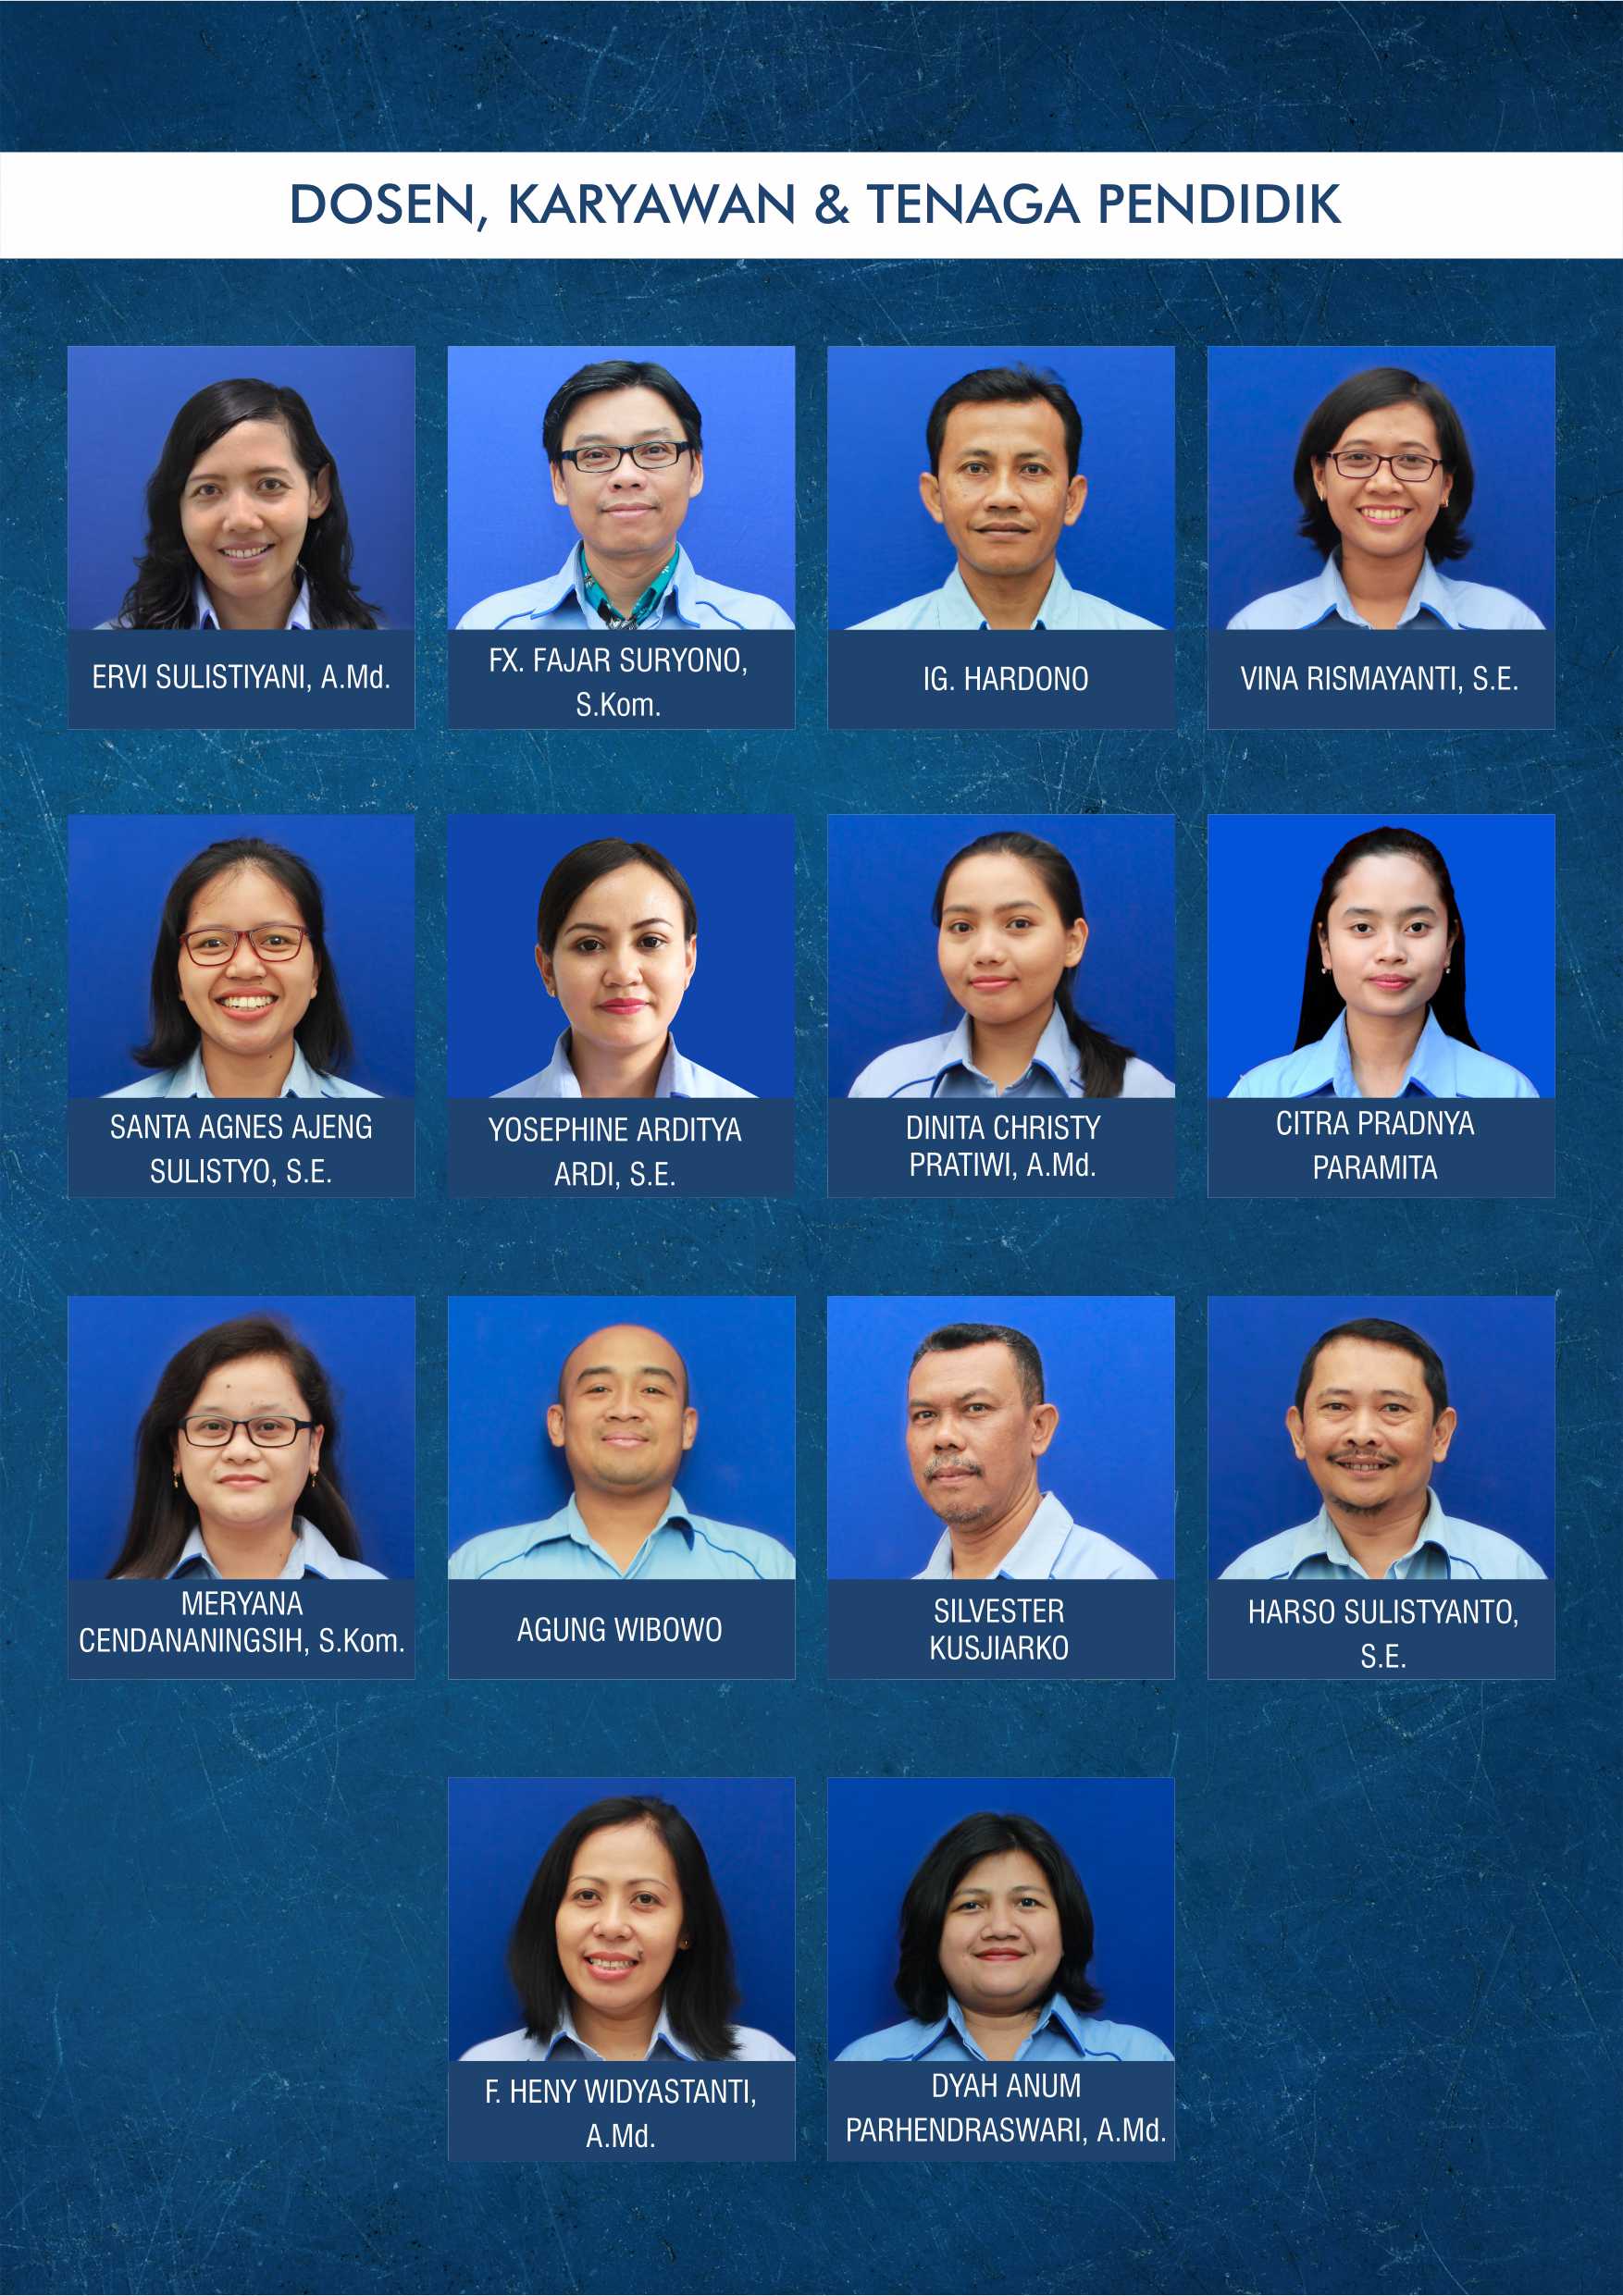 DOSEN, KARYAWAN & TENAGA PENDIDIK
ERVI SULISTIYANI, A.Md.
FX. FAJAR SURYONO,
S.Kom.
IG. HARDONO
VINA RISMAYANTI, S.E.
SANTA AGNES AJENG
SULISTYO, S.E.
YOSEPHINE ARDITYA
ARDI, S.E.
DINITA CHRISTY
PRATIWI, A.Md.
CITRA PRADNYA
PARAMITA
MERYANA
CENDANANINGSIH, S.Kom.
AGUNG WIBOWO
SILVESTER
KUSJIARKO
HARSO SULISTYANTO,
S.E.
F. HENY WIDYASTANTI,
A.Md.
DYAH ANUM
PARHENDRASWARI, A.Md.